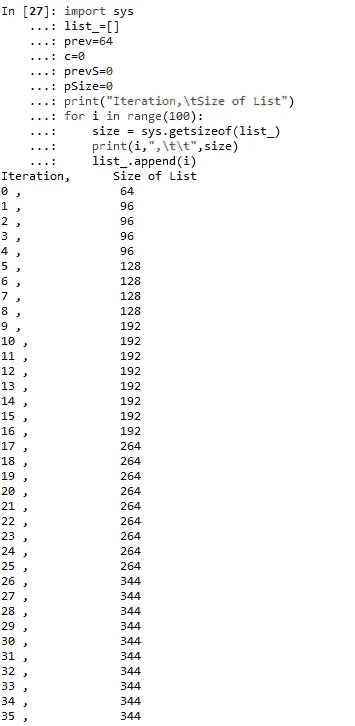 In [27]: import sys
    ...: list_=[]
    ...: prev=64
    ...: c=0
    ...: prevS=0
    ...: pSize=0
    ...: print("Iteration,\tSize of List")
    ...: for i in range(100):
    ...:     size = sys.getsizeof(list_)
    ...:     print(i,",\t\t",size)
    ...:     list_.append(i)
Iteration,      Size of List
0 ,              64
1 ,              96
2 ,              96
3 ,              96
4 ,              96
5 ,              128
6 ,              128
7 ,              128
8 ,              128
9 ,              192
10 ,             192
11 ,             192
12 ,             192
13 ,             192
14 ,             192
15 ,             192
16 ,             192
17 ,             264
18 ,             264
19 ,             264
20 ,             264
21 ,             264
22 ,             264
23 ,             264
24 ,             264
25 ,             264
26 ,             344
27 ,             344
28 ,             344
29 ,             344
30 ,             344
31 ,             344
32 ,             344
33 ,             344
34 ,             344
35 ,             344